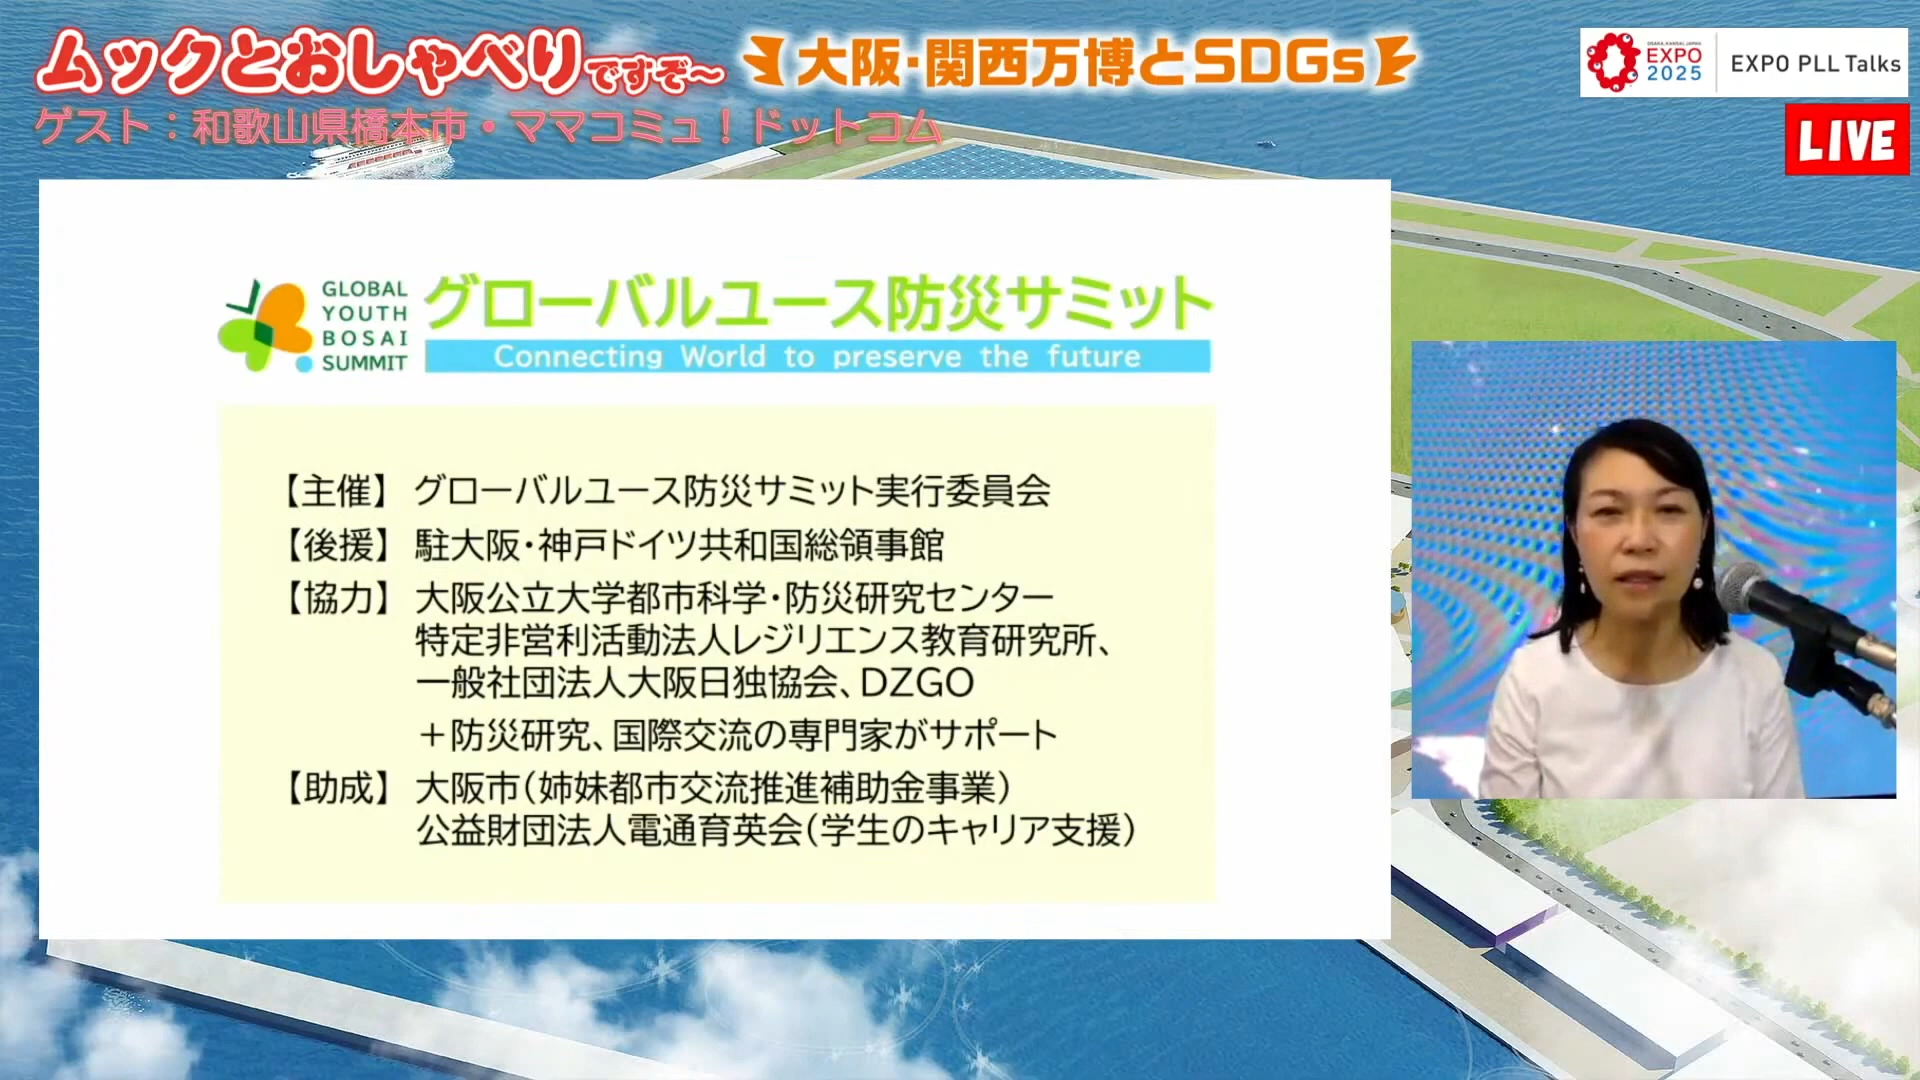 ムックとおしゃべりですぞ～ 大阪・関西万博とSDGs
OSAKA, KANSAI, JAPAN
EXPO
2025
EXPO PLL Talks
ゲスト：和歌山県橋本市・ママコミュ！ドットコム
LIVE
GLOBAL
YOUTH
BOSAI
SUMMIT
グローバルユース防災サミット
Connecting World to preserve the future
【主催】 グローバルユース防災サミット実行委員会
【後援】 駐大阪・神戸ドイツ共和国総領事館
【協力】 大阪公立大学都市科学・防災研究センター
特定非営利活動法人レジリエンス教育研究所、
一般社団法人大阪日独協会、DZGO
＋防災研究、国際交流の専門家がサポート
【助成】 大阪市（姉妹都市交流推進補助金事業）
公益財団法人電通育英会（学生のキャリア支援）